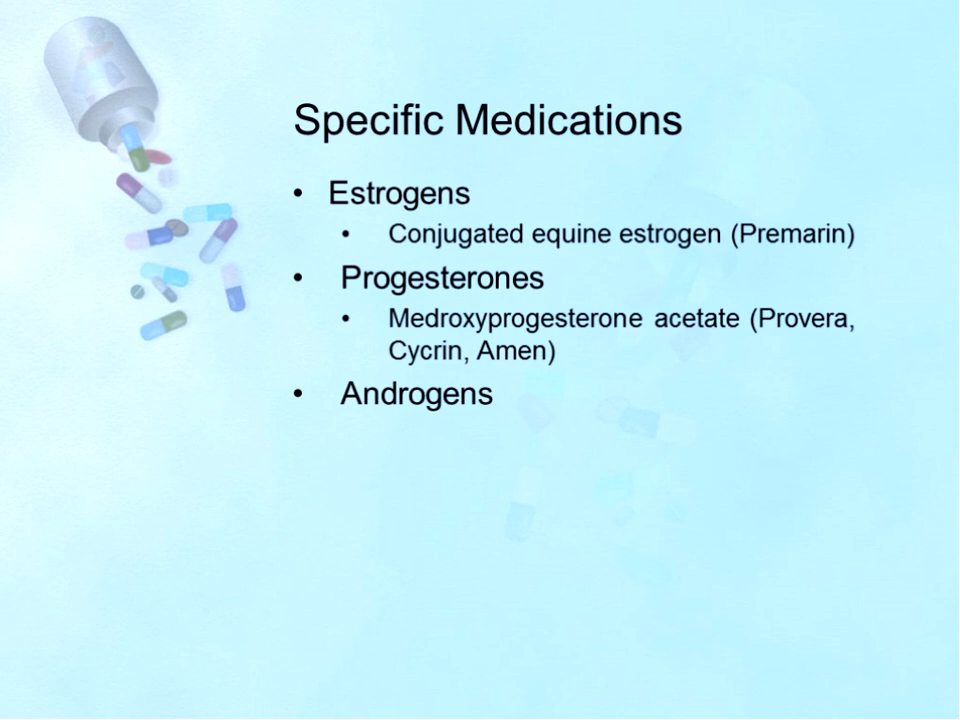 Specific Medications
• Estrogens
• Conjugated equine estrogen (Premarin)
• Progesterones
• Medroxyprogesterone acetate (Provera,
Cycrin, Amen)
• Androgens